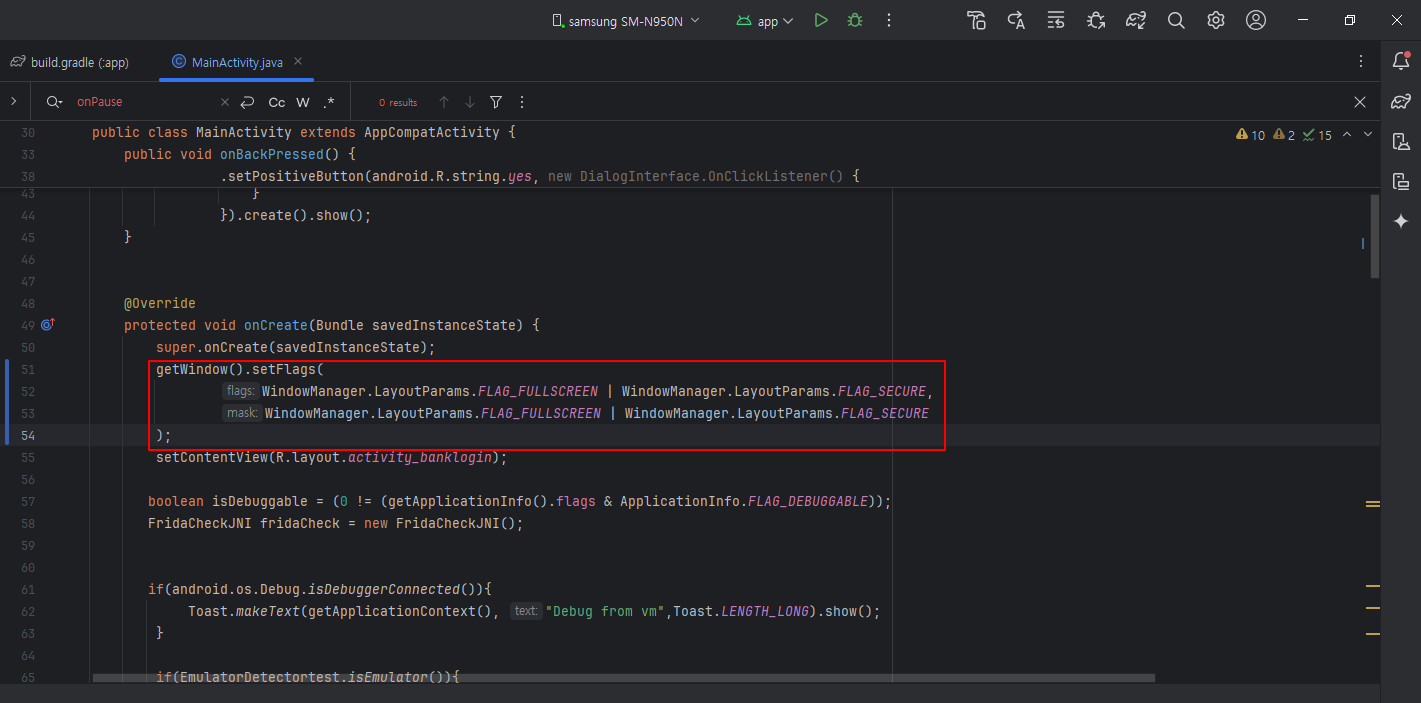 samsung SM-N950N
app
build.gradle (:app)
MainActivity.java
onPause
Cc
W
.*
0 results
30 public class MainActivity extends AppCompatActivity {
10
2
15
33 public void onBackPressed() {
38 .setPositiveButton(android.R.string.yes, new DialogInterface.OnClickListener() {
43 }
44 }).create().show();
45 }
46
47
48 @Override
49 protected void onCreate(Bundle savedInstanceState) {
50 super.onCreate(savedInstanceState);
51 getWindow().setFlags(
52 flags: WindowManager.LayoutParams.FLAG_FULLSCREEN | WindowManager.LayoutParams.FLAG_SECURE,
53 mask: WindowManager.LayoutParams.FLAG_FULLSCREEN | WindowManager.LayoutParams.FLAG_SECURE
54 );
55 setContentView(R.layout.activity_banklogin);
56
57 boolean isDebuggable = (0 != (getApplicationInfo().flags & ApplicationInfo.FLAG_DEBUGGABLE));
58 FridaCheckJNI fridaCheck = new FridaCheckJNI();
59
60
61 if(android.os.Debug.isDebuggerConnected()){
62 Toast.makeText(getApplicationContext(), text: "Debug from vm",Toast.LENGTH_LONG).show();
63 }
64
65 if(EmulatorDetectortest.isEmulator()){